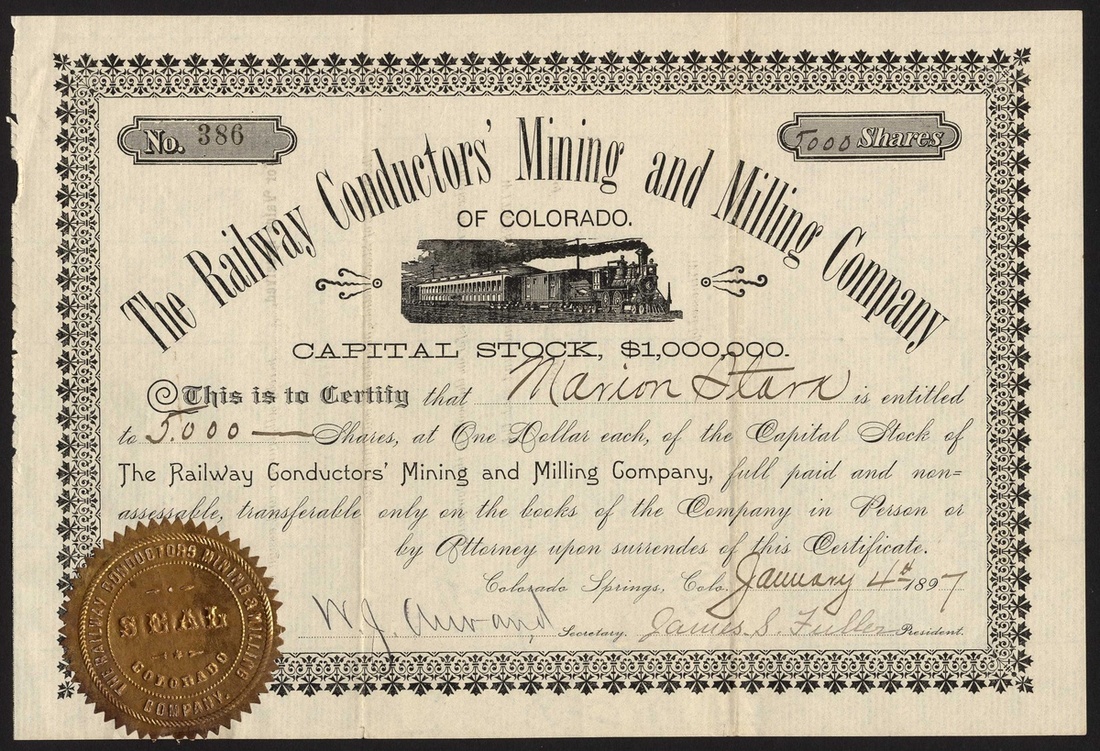 No. 386
5000 Shares
The Railway Conductors' Mining and Milling Company
OF COLORADO.
CAPITAL STOCK, $1,000,000.
This is to Certify that Marion Stark is entitled
to 5.000 Shares, at One Dollar each, of the Capital Stock of
The Railway Conductors' Mining and Milling Company, full paid and non=
assessable, transferable only on the books of the Company in Person or
by Attorney upon surrendes of this Certificate.
Colorado Springs, Colo. January 4th 1897
W. J. Secretary. James S. Fuller President.
THE RAILWAY CONDUCTORS MINING & MILLING
SEAL
COLORADO
COMPANY